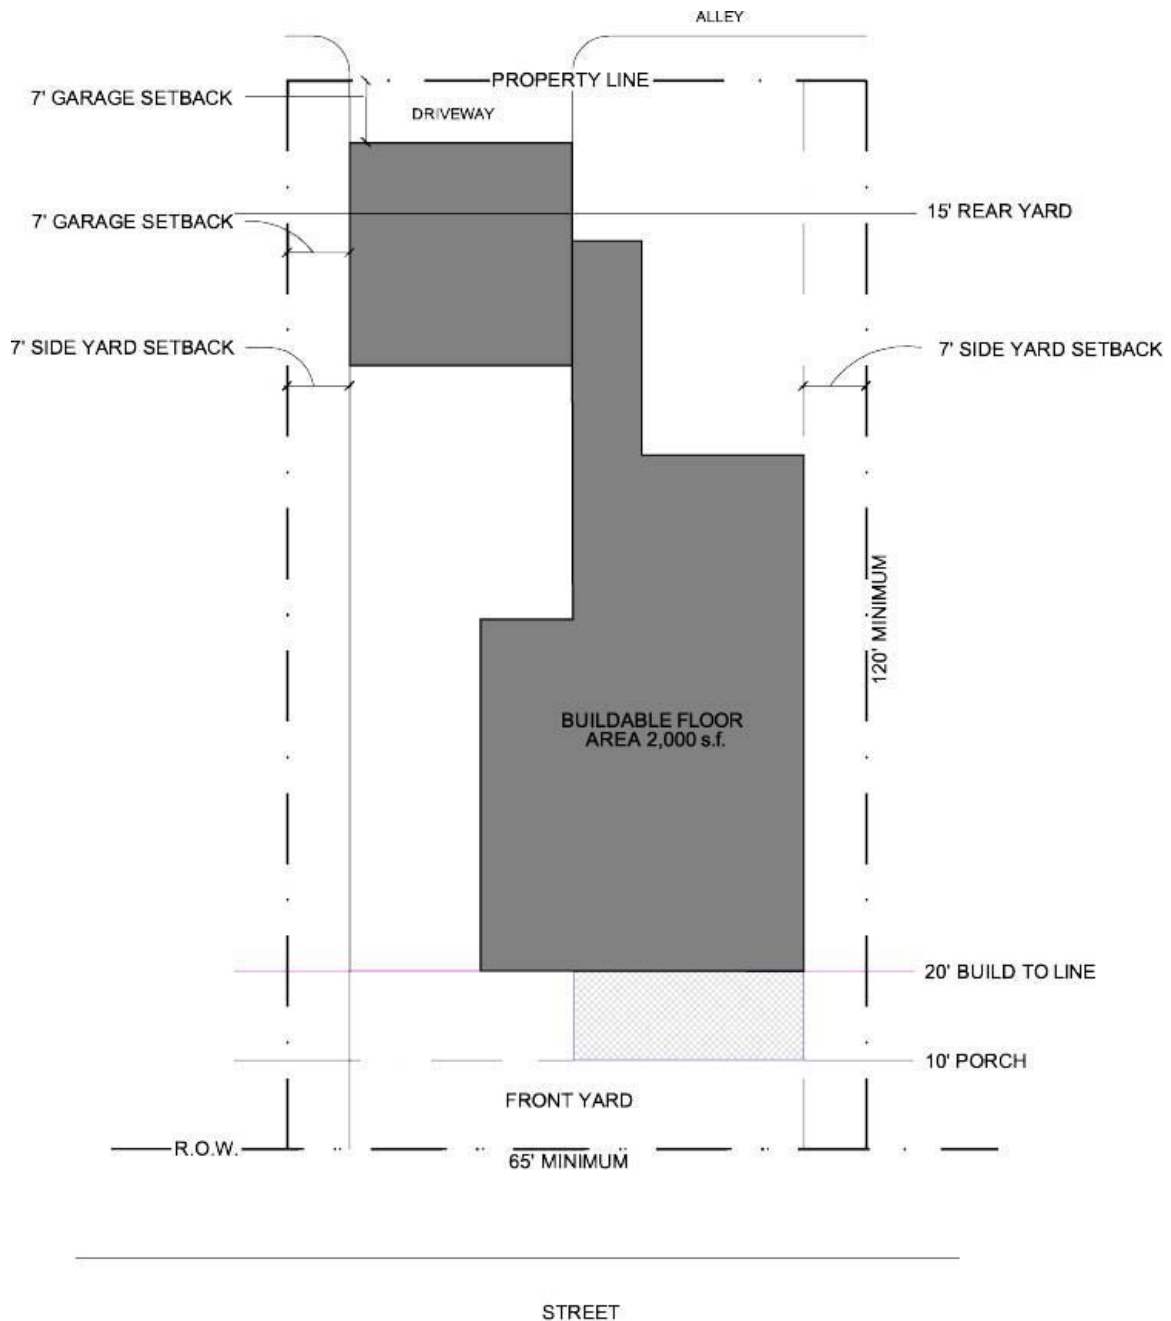 ALLEY
PROPERTY LINE
7' GARAGE SETBACK
DRIVEWAY
15' REAR YARD
7' GARAGE SETBACK
7' SIDE YARD SETBACK
7' SIDE YARD SETBACK
120' MINIMUM
BUILDABLE FLOOR
AREA 2,000 s.f.
20' BUILD TO LINE
10' PORCH
FRONT YARD
R.O.W.
65' MINIMUM
STREET